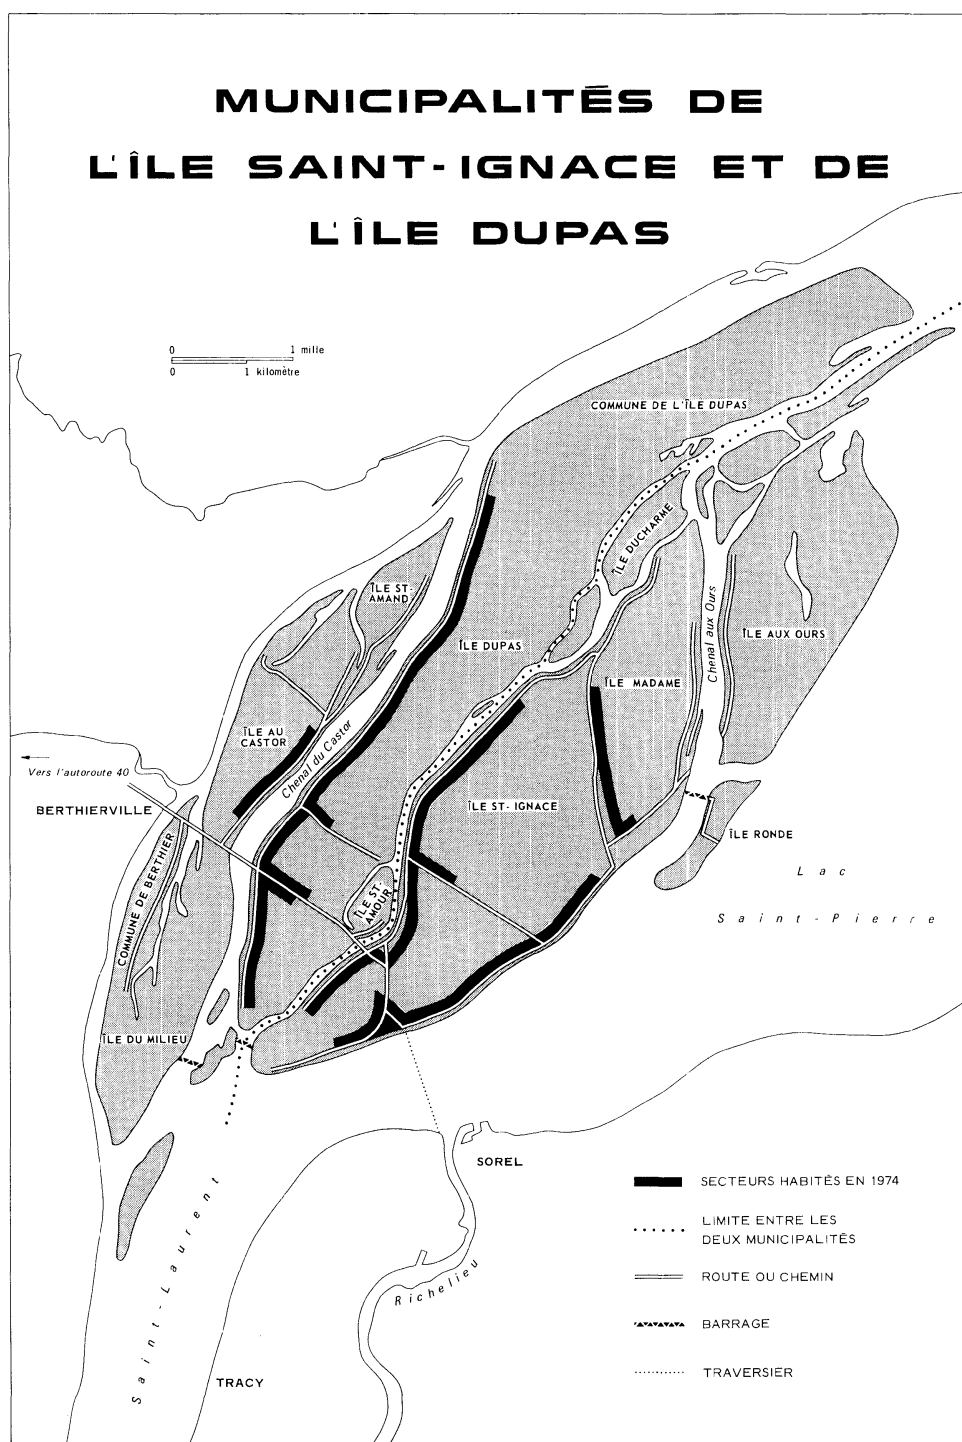 MUNICIPALITÉS DE
L'ÎLE SAINT-IGNACE ET DE
L'ÎLE DUPAS
0 1 mille
0 1 kilomètre
COMMUNE DE L'ÎLE DUPAS
ÎLE DUCHARME
ÎLE ST-
AMAND
Chenal aux Ours
ÎLE AUX OURS
ÎLE DUPAS
ÎLE MADAME
ÎLE AU
CASTOR
Chenal du Castor
Vers l'autoroute 40
BERTHIERVILLE
ÎLE ST-IGNACE
ÎLE RONDE
COMMUNE DE BERTHIER
ÎLE ST-
AMOUR
Lac
Saint-Pierre
ÎLE DU MILIEU
SOREL
Saint-Laurent
Richelieu
TRACY
SECTEURS HABITÉS EN 1974
LIMITE ENTRE LES
DEUX MUNICIPALITÉS
ROUTE OU CHEMIN
BARRAGE
TRAVERSIER